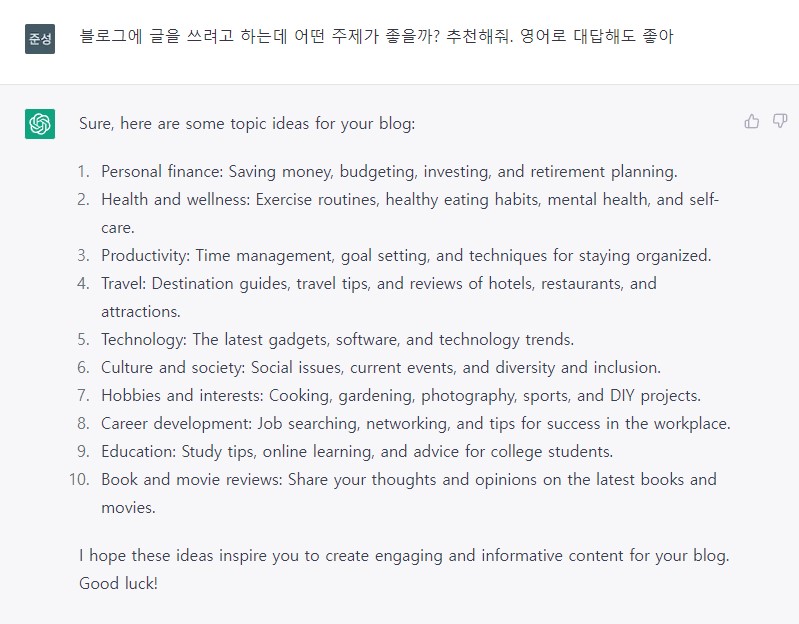 준성
블로그에 글을 쓰려고 하는데 어떤 주제가 좋을까? 추천해줘. 영어로 대답해도 좋아
Sure, here are some topic ideas for your blog:
1. Personal finance: Saving money, budgeting, investing, and retirement planning.
2. Health and wellness: Exercise routines, healthy eating habits, mental health, and self-
care.
3. Productivity: Time management, goal setting, and techniques for staying organized.
4. Travel: Destination guides, travel tips, and reviews of hotels, restaurants, and
attractions.
5. Technology: The latest gadgets, software, and technology trends.
6. Culture and society: Social issues, current events, and diversity and inclusion.
7. Hobbies and interests: Cooking, gardening, photography, sports, and DIY projects.
8. Career development: Job searching, networking, and tips for success in the workplace.
9. Education: Study tips, online learning, and advice for college students.
10. Book and movie reviews: Share your thoughts and opinions on the latest books and
movies.
I hope these ideas inspire you to create engaging and informative content for your blog.
Good luck!